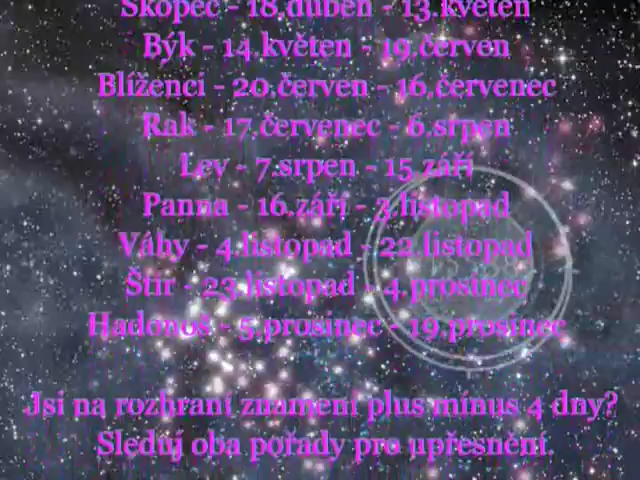 Skopec - 18.duben - 13.květen
Býk - 14.květen - 19.červen
Blíženci - 20.červen - 16.červenec
Rak - 17.červenec - 6.srpen
Lev - 7.srpen - 15.září
Panna - 16.září - 3.listopad
Váhy - 4.listopad - 22.listopad
Štír - 23.listopad - 4.prosinec
Hadonoš - 5.prosinec - 19.prosinec
Jsi na rozhraní znamení plus mínus 4 dny?
Sleduj oba pořady pro upřesnění.